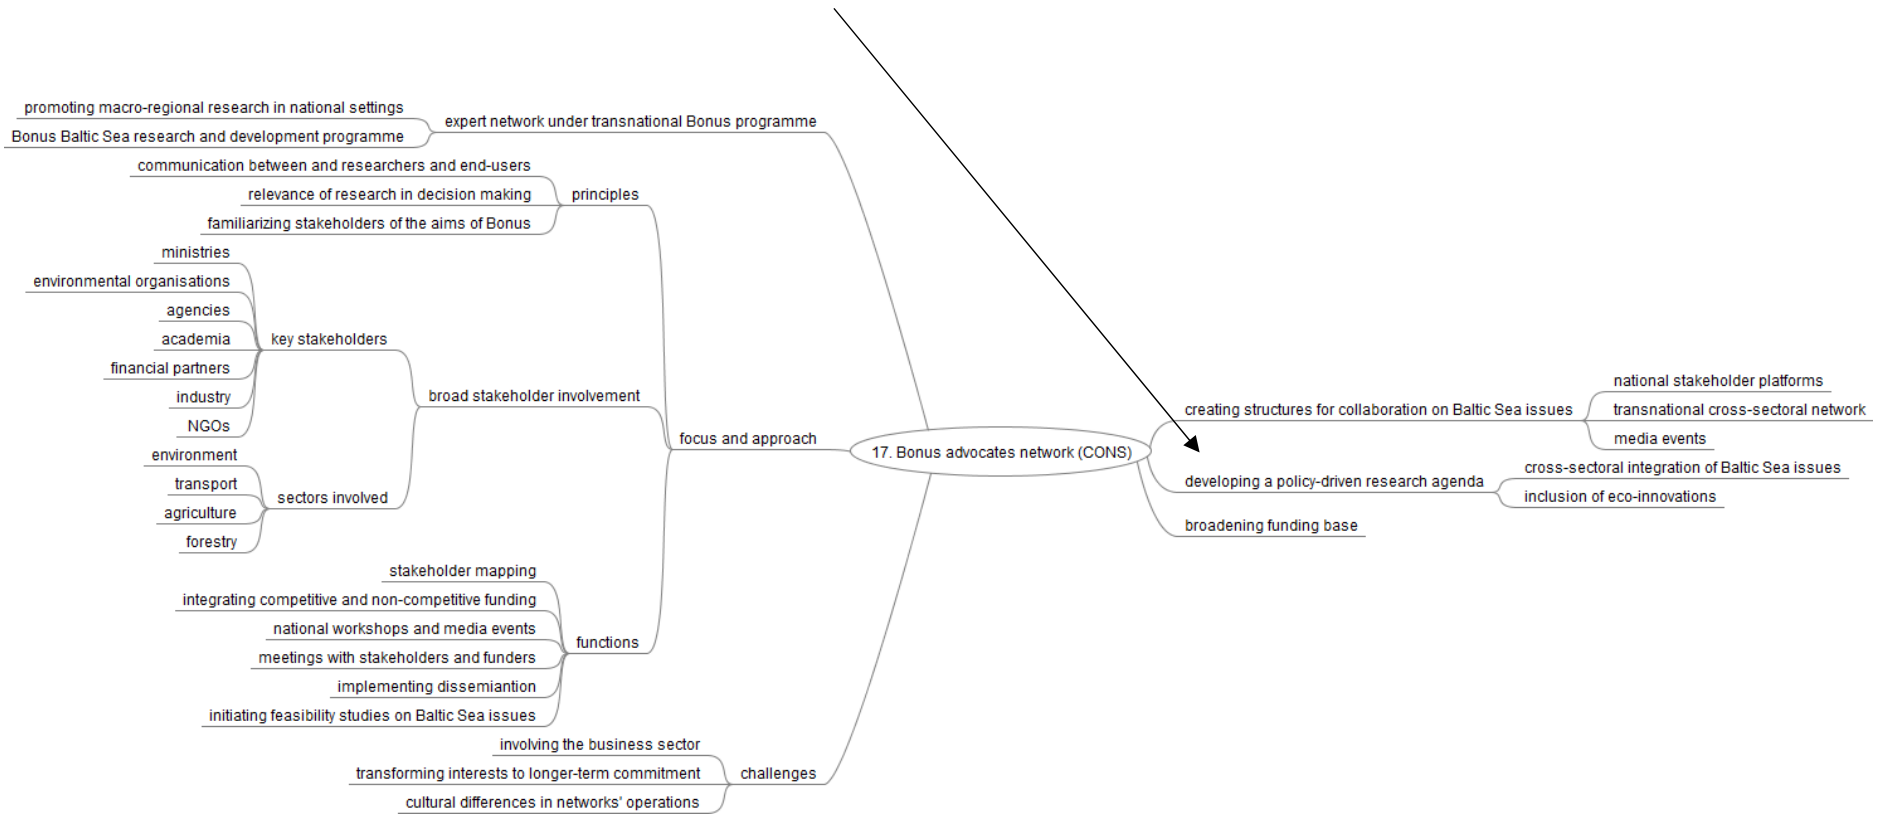 promoting macro-regional research in national settings
Bonus Baltic Sea research and development programme
expert network under transnational Bonus programme
communication between and researchers and end-users
relevance of research in decision making
familiarizing stakeholders of the aims of Bonus
principles
ministries
environmental organisations
agencies
academia
financial partners
industry
NGOs
key stakeholders
environment
transport
agriculture
forestry
sectors involved
broad stakeholder involvement
stakeholder mapping
integrating competitive and non-competitive funding
national workshops and media events
meetings with stakeholders and funders
implementing dissemiantion
initiating feasibility studies on Baltic Sea issues
functions
focus and approach
involving the business sector
transforming interests to longer-term commitment
cultural differences in networks' operations
challenges
17. Bonus advocates network (CONS)
creating structures for collaboration on Baltic Sea issues
national stakeholder platforms
transnational cross-sectoral network
media events
developing a policy-driven research agenda
cross-sectoral integration of Baltic Sea issues
inclusion of eco-innovations
broadening funding base